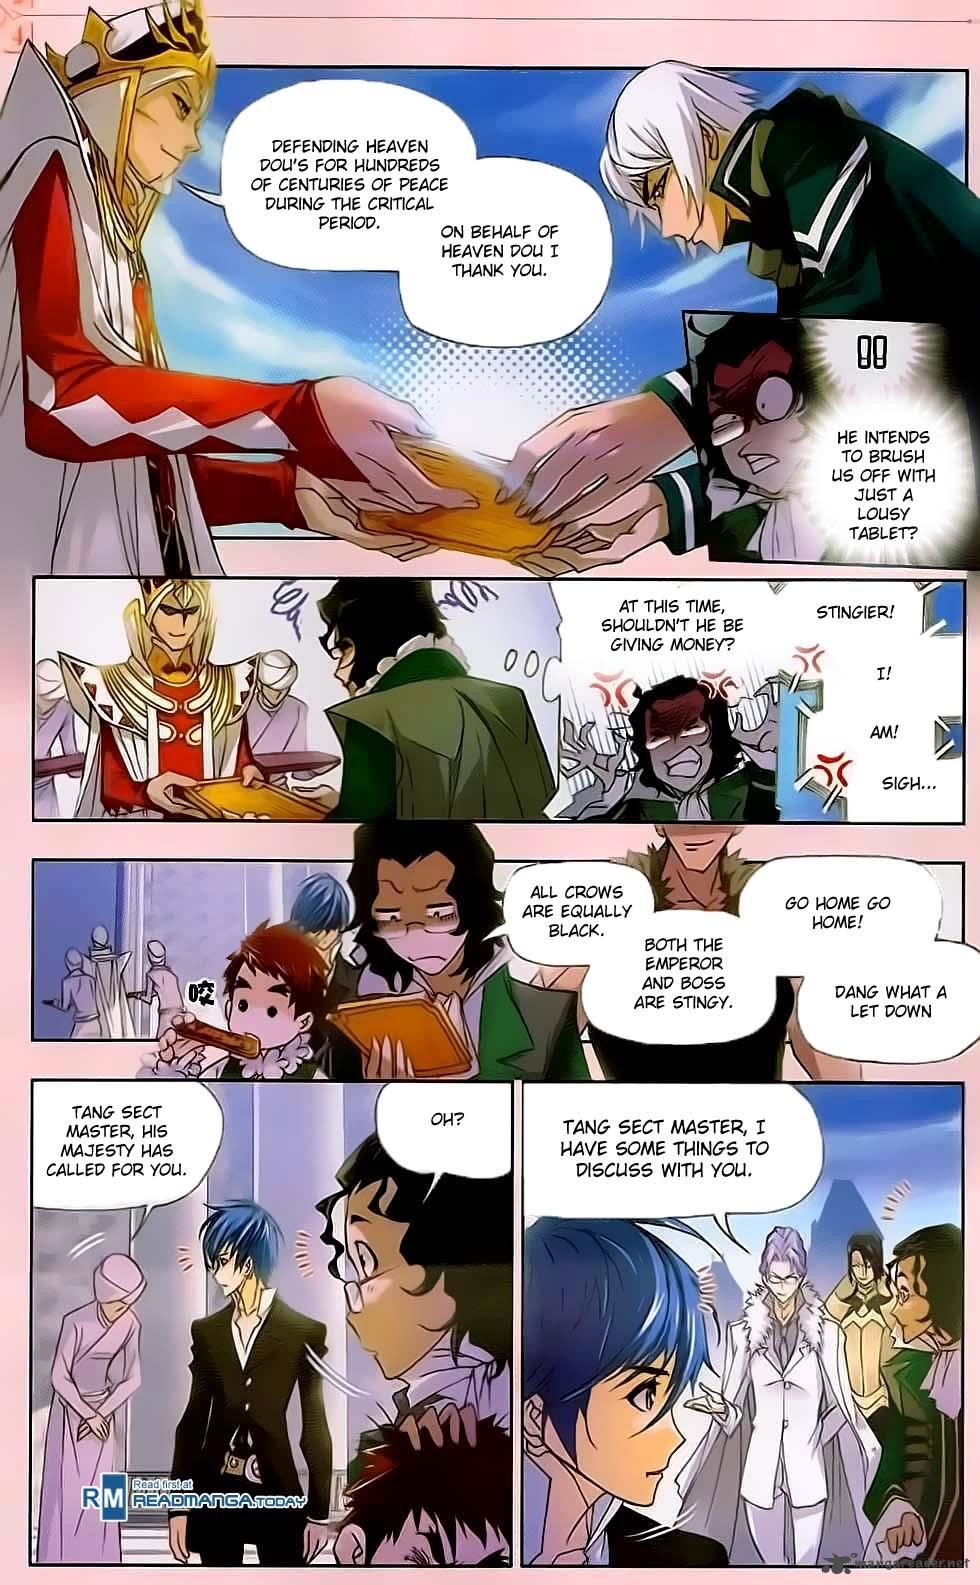 DEFENDING HEAVEN
DOU'S FOR HUNDREDS
OF CENTURIES OF PEACE
DURING THE CRITICAL
PERIOD.
ON BEHALF OF
HEAVEN DOU I
THANK YOU.
!!
HE INTENDS
TO BRUSH
US OFF WITH
JUST A
LOUSY
TABLET?
AT THIS TIME,
SHOULDN'T HE BE
GIVING MONEY?
STINGIER!
I!
AM!
SIGH...
咬
ALL CROWS
ARE EQUALLY
BLACK.
BOTH THE
EMPEROR
AND BOSS
ARE STINGY.
GO HOME GO
HOME!
DANG WHAT A
LET DOWN
TANG SECT
MASTER, HIS
MAJESTY HAS
CALLED FOR YOU.
OH?
TANG SECT MASTER, I
HAVE SOME THINGS TO
DISCUSS WITH YOU.
RM
Read first at
READMANGA.TODAY
mangareader.net